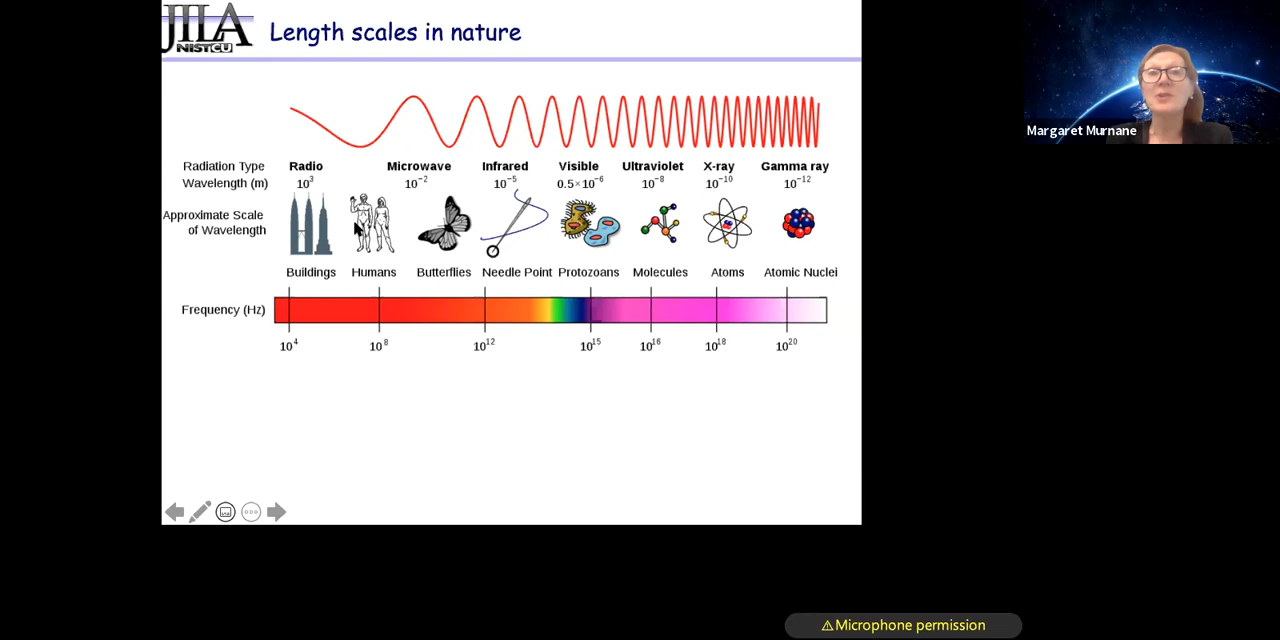 JILA
NIST CU
Length scales in nature
Margaret Murnane
Radiation Type Radio Microwave Infrared Visible Ultraviolet X-ray Gamma ray
Wavelength (m) 10³ 10⁻² 10⁻⁵ 0.5×10⁻⁶ 10⁻⁸ 10⁻¹⁰ 10⁻¹²
Approximate Scale
of Wavelength
Buildings Humans Butterflies Needle Point Protozoans Molecules Atoms Atomic Nuclei
Frequency (Hz)
10⁴ 10⁸ 10¹² 10¹⁵ 10¹⁶ 10¹⁸ 10²⁰
⚠Microphone permission